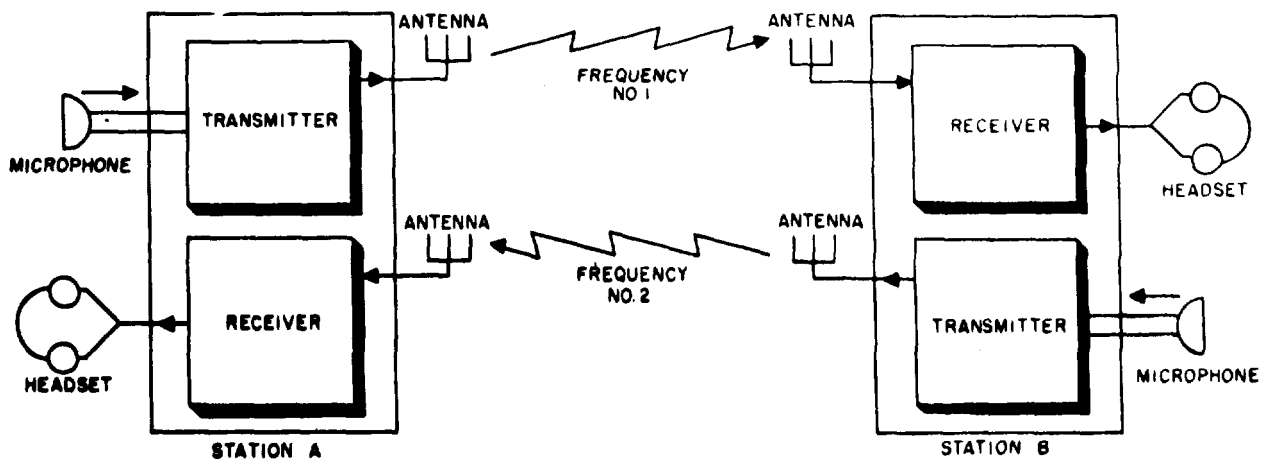 ANTENNA
ANTENNA
TRANSMITTER
FREQUENCY
NO. 1
RECEIVER
MICROPHONE
HEADSET
ANTENNA
ANTENNA
FREQUENCY
NO. 2
RECEIVER
TRANSMITTER
HEADSET
MICROPHONE
STATION A
STATION B